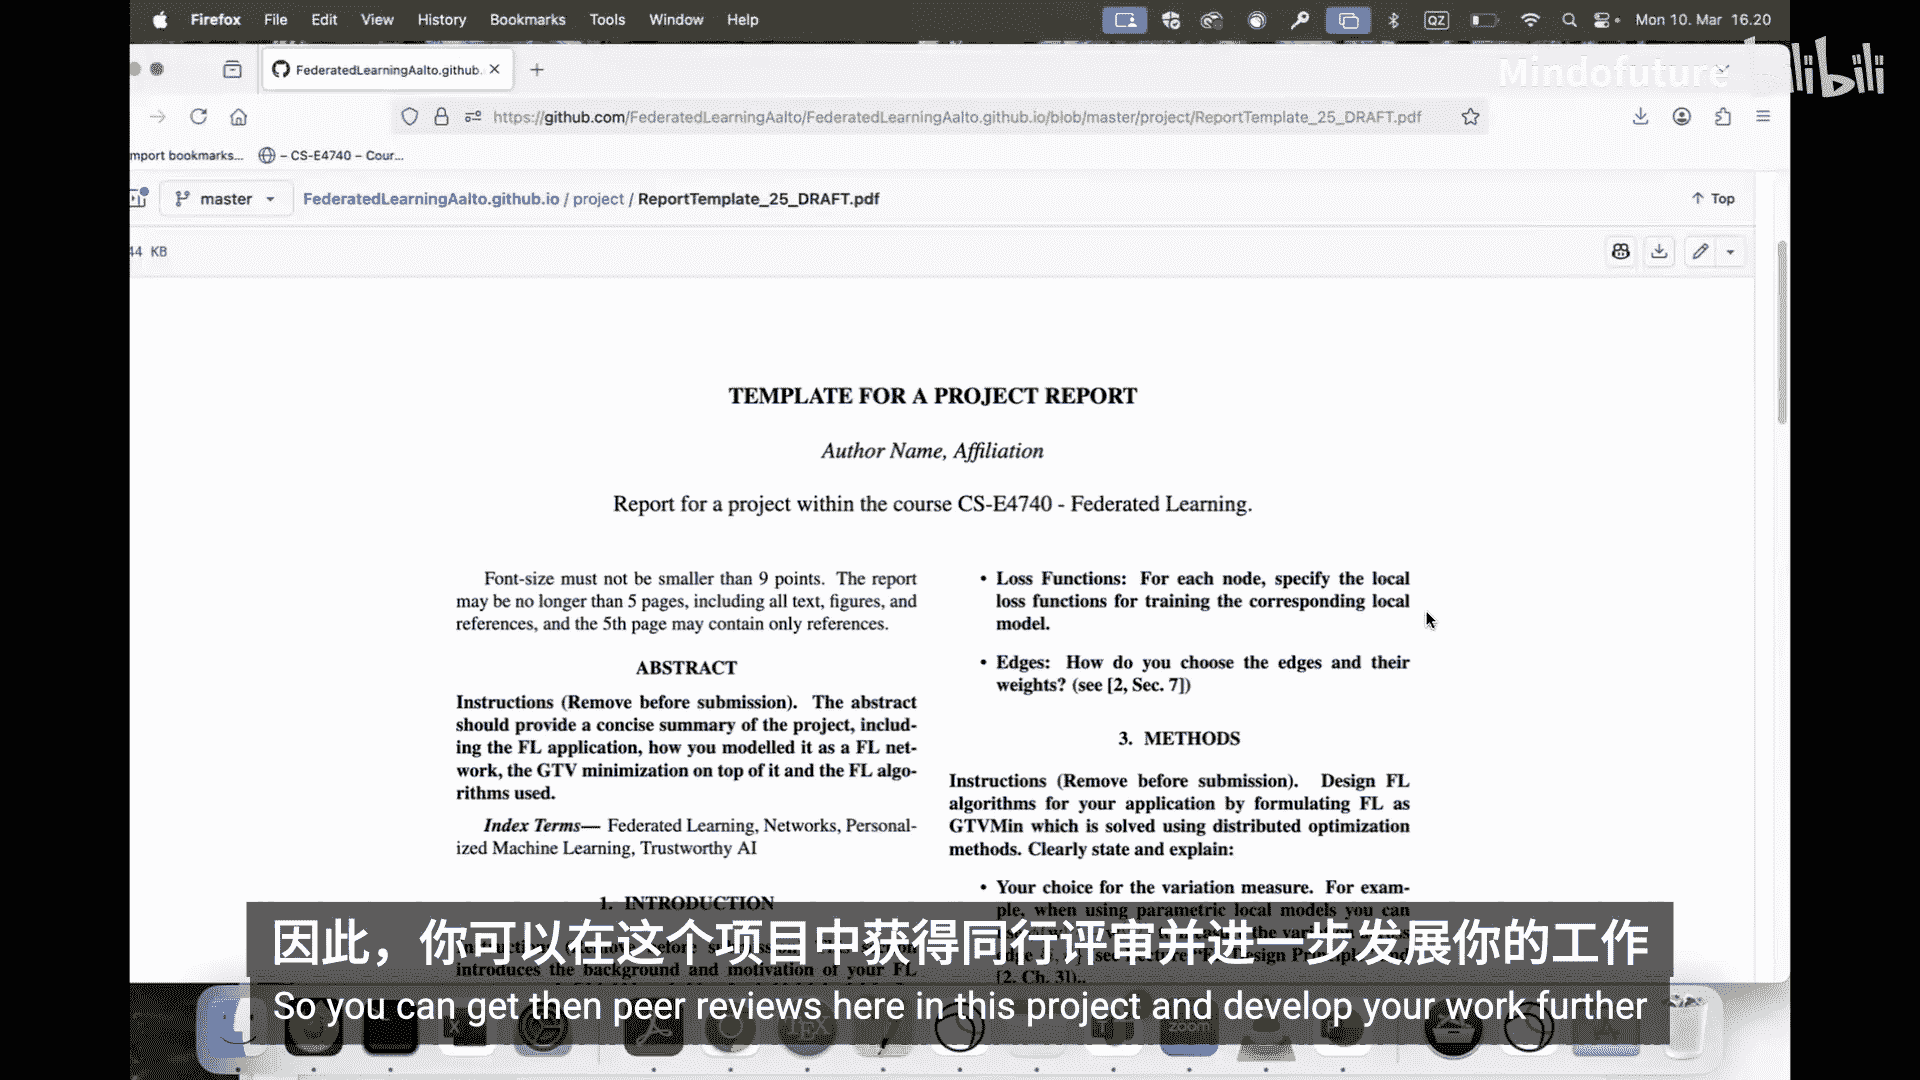 Firefox File Edit View History Bookmarks Tools Window Help
QZ
Mon 10. Mar 16.20
FederatedLearningAalto.github.
Mindofuture
bilibili
https://github.com/FederatedLearningAalto/FederatedLearningAalto.github.io/blob/master/project/ReportTemplate_25_DRAFT.pdf
mport bookmarks...
– CS-E4740 – Cour...
master
FederatedLearningAalto.github.io / project / ReportTemplate_25_DRAFT.pdf
Top
44 KB
TEMPLATE FOR A PROJECT REPORT
Author Name, Affiliation
Report for a project within the course CS-E4740 - Federated Learning.
Font-size must not be smaller than 9 points. The report
may be no longer than 5 pages, including all text, figures, and
references, and the 5th page may contain only references.
ABSTRACT
Instructions (Remove before submission). The abstract
should provide a concise summary of the project, includ-
ing the FL application, how you modelled it as a FL net-
work, the GTV minimization on top of it and the FL algo-
rithms used.
Index Terms— Federated Learning, Networks, Personal-
ized Machine Learning, Trustworthy AI
1. INTRODUCTION
introduces the background and motivation of your FL
• Loss Functions: For each node, specify the local
loss functions for training the corresponding local
model.
• Edges: How do you choose the edges and their
weights? (see [2, Sec. 7])
3. METHODS
Instructions (Remove before submission). Design FL
algorithms for your application by formulating FL as
GTVMin which is solved using distributed optimization
methods. Clearly state and explain:
• Your choice for the variation measure. For exam-
ple, when using parametric local models you can
[2, Ch. 3])..
因此，你可以在这个项目中获得同行评审并进一步发展你的工作
So you can get then peer reviews here in this project and develop your work further
zoom